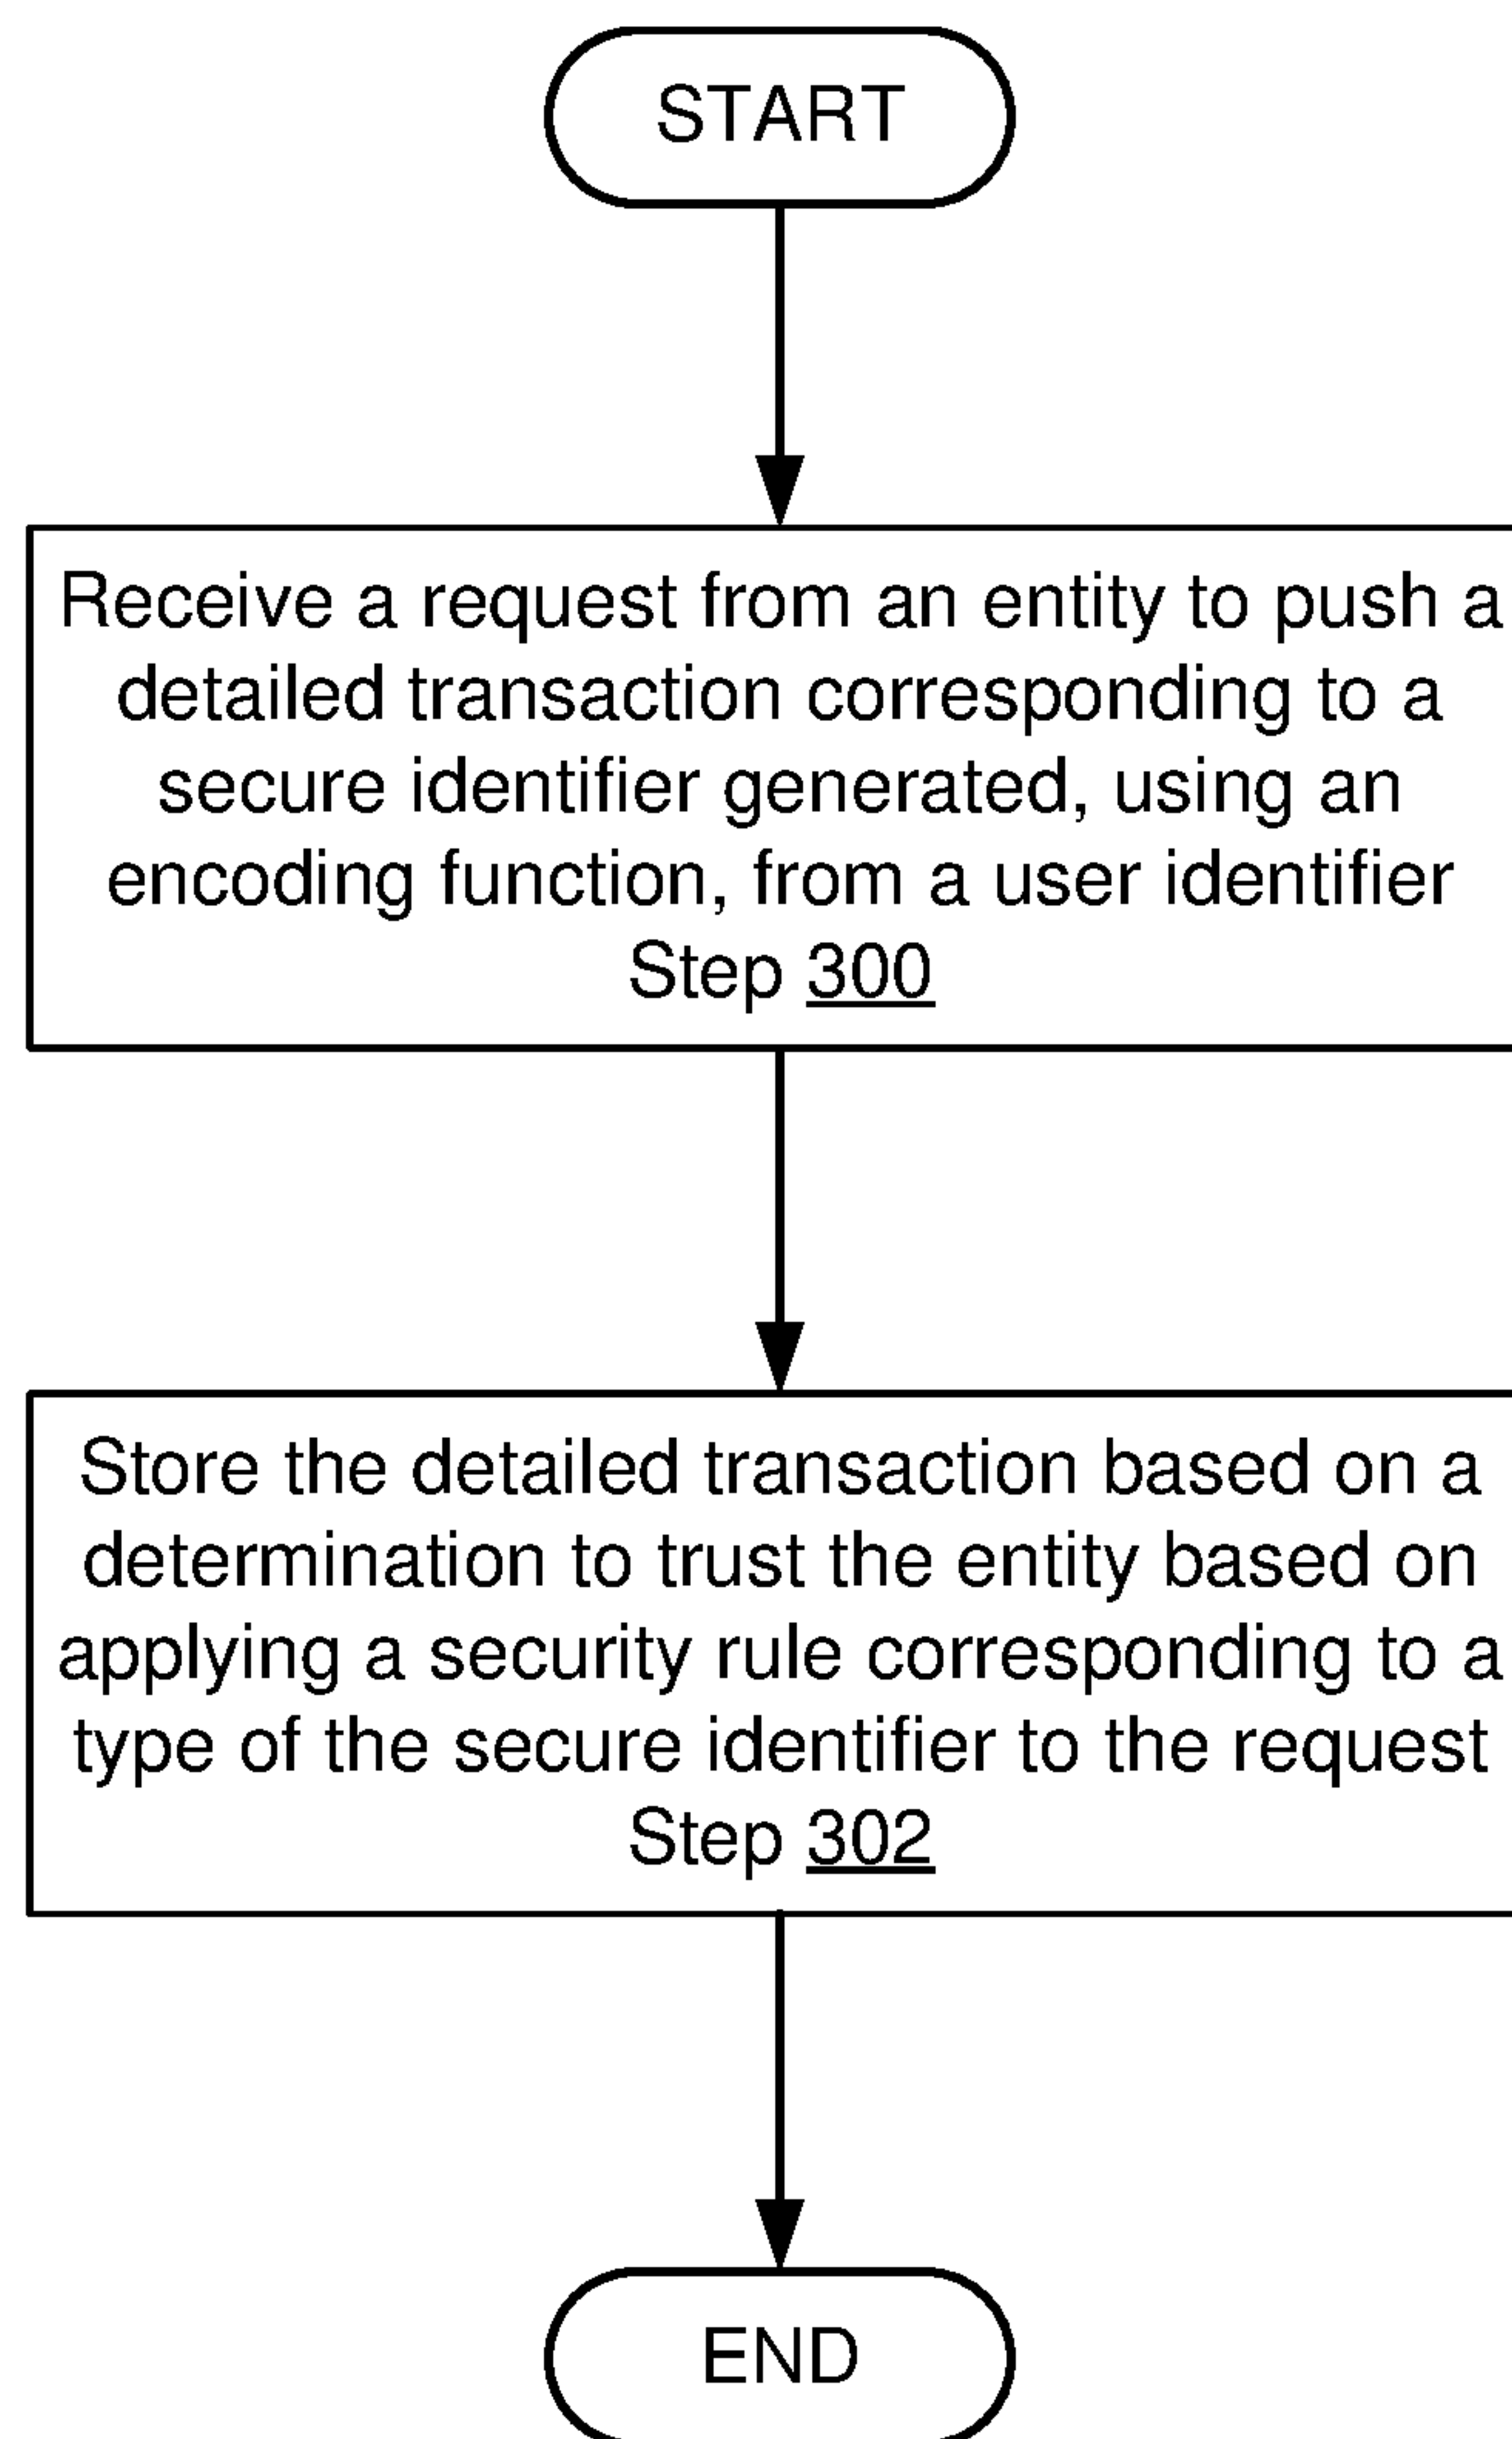 START
Receive a request from an entity to push a
detailed transaction corresponding to a
secure identifier generated, using an
encoding function, from a user identifier
Step 300
Store the detailed transaction based on a
determination to trust the entity based on
applying a security rule corresponding to a
type of the secure identifier to the request
Step 302
END